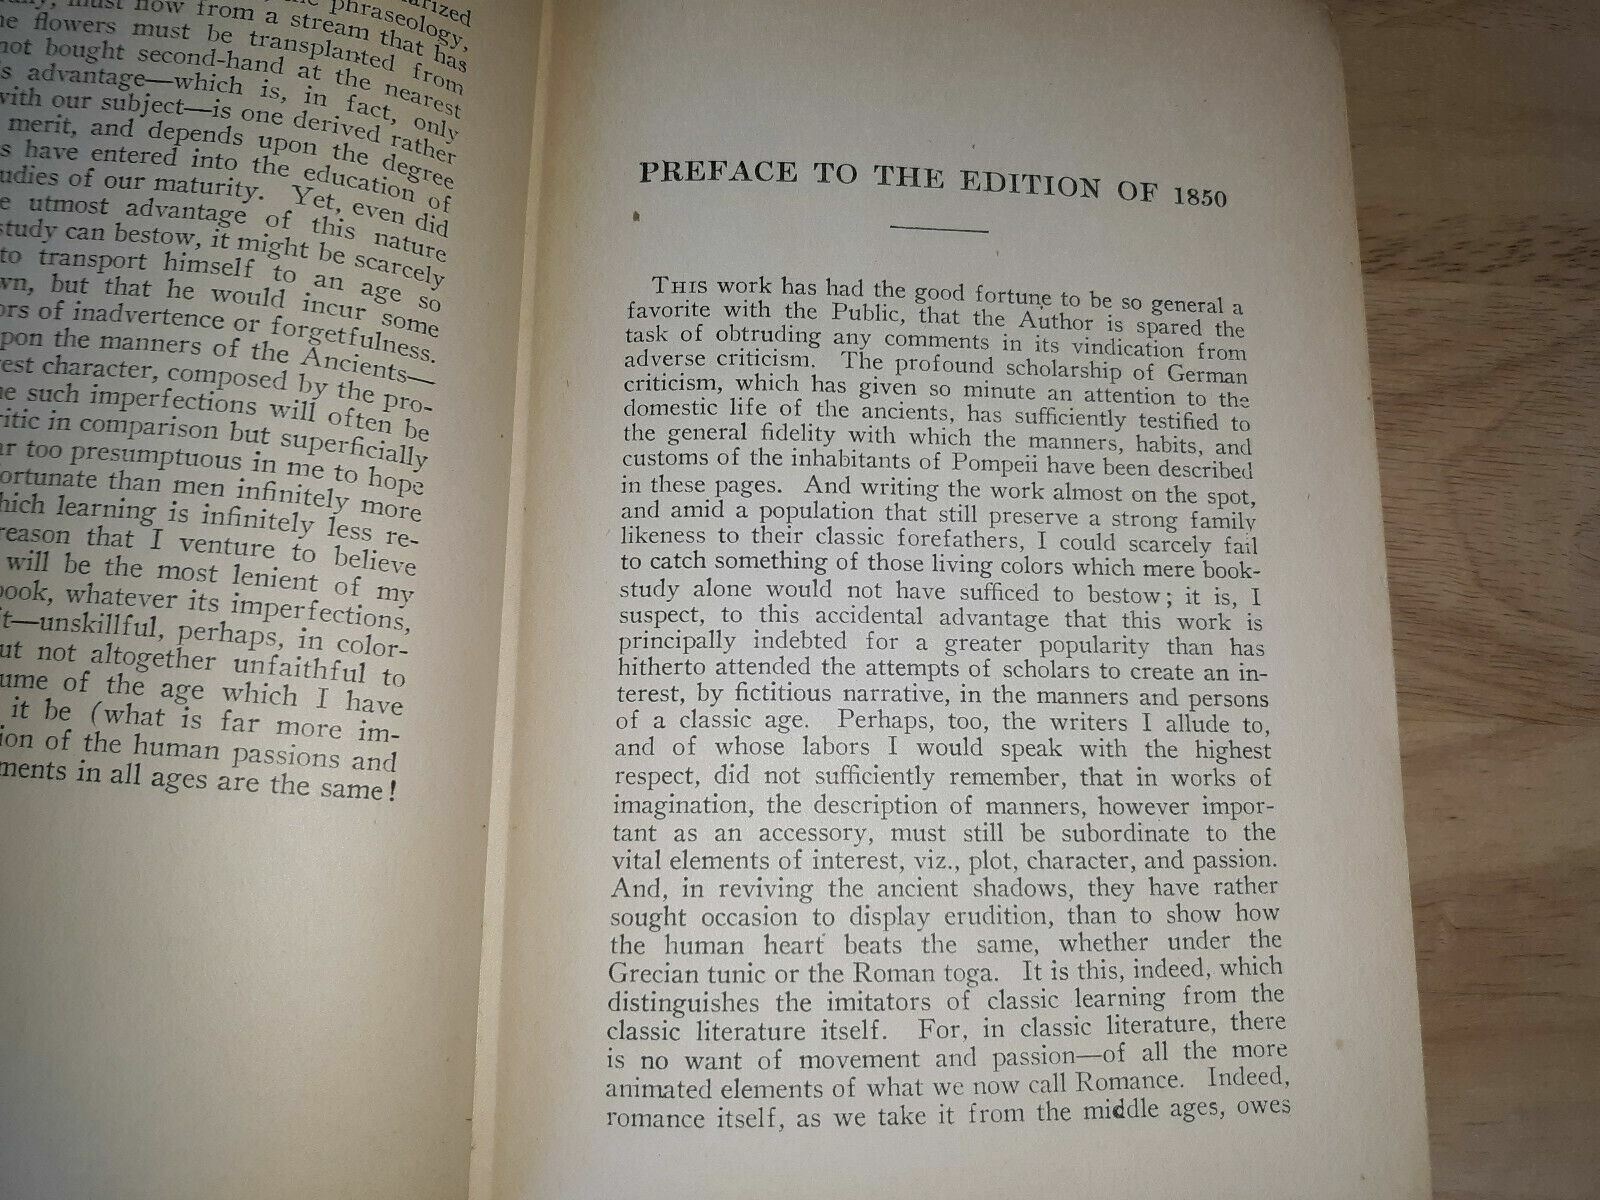 phraseology,
must flow from a stream that has
flowers must be transplanted from
not bought second-hand at the nearest
advantage—which is, in fact, only
with our subject—is one derived rather
merit, and depends upon the degree
have entered into the education of
studies of our maturity. Yet, even did
utmost advantage of this nature
study can bestow, it might be scarcely
to transport himself to an age so
but that he would incur some
of inadvertence or forgetfulness.
upon the manners of the Ancients—
character, composed by the pro-
such imperfections will often be
critic in comparison but superficially
too presumptuous in me to hope
fortunate than men infinitely more
which learning is infinitely less re-
reason that I venture to believe
will be the most lenient of my
book, whatever its imperfections,
—unskillful, perhaps, in color-
but not altogether unfaithful to
of the age which I have
it be (what is far more im-
of the human passions and
in all ages are the same!
PREFACE TO THE EDITION OF 1850
THIS work has had the good fortune to be so general a
favorite with the Public, that the Author is spared the
task of obtruding any comments in its vindication from
adverse criticism. The profound scholarship of German
criticism, which has given so minute an attention to the
domestic life of the ancients, has sufficiently testified to
the general fidelity with which the manners, habits, and
customs of the inhabitants of Pompeii have been described
in these pages. And writing the work almost on the spot,
and amid a population that still preserve a strong family
likeness to their classic forefathers, I could scarcely fail
to catch something of those living colors which mere book-
study alone would not have sufficed to bestow; it is, I
suspect, to this accidental advantage that this work is
principally indebted for a greater popularity than has
hitherto attended the attempts of scholars to create an in-
terest, by fictitious narrative, in the manners and persons
of a classic age. Perhaps, too, the writers I allude to,
and of whose labors I would speak with the highest
respect, did not sufficiently remember, that in works of
imagination, the description of manners, however impor-
tant as an accessory, must still be subordinate to the
vital elements of interest, viz., plot, character, and passion.
And, in reviving the ancient shadows, they have rather
sought occasion to display erudition, than to show how
the human heart beats the same, whether under the
Grecian tunic or the Roman toga. It is this, indeed, which
distinguishes the imitators of classic learning from the
classic literature itself. For, in classic literature, there
is no want of movement and passion—of all the more
animated elements of what we now call Romance. Indeed,
romance itself, as we take it from the middle ages, owes